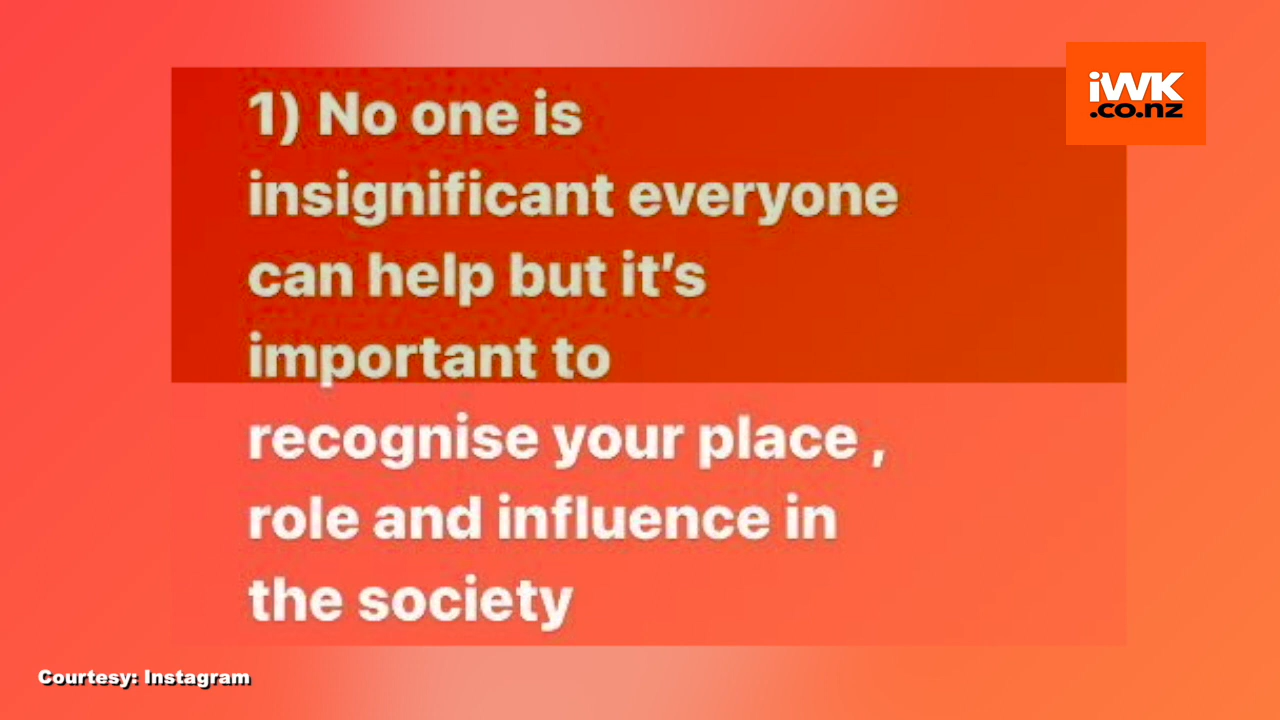 iWK
.co.nz
1) No one is
insignificant everyone
can help but it's
important to
recognise your place ,
role and influence in
the society
Courtesy: Instagram